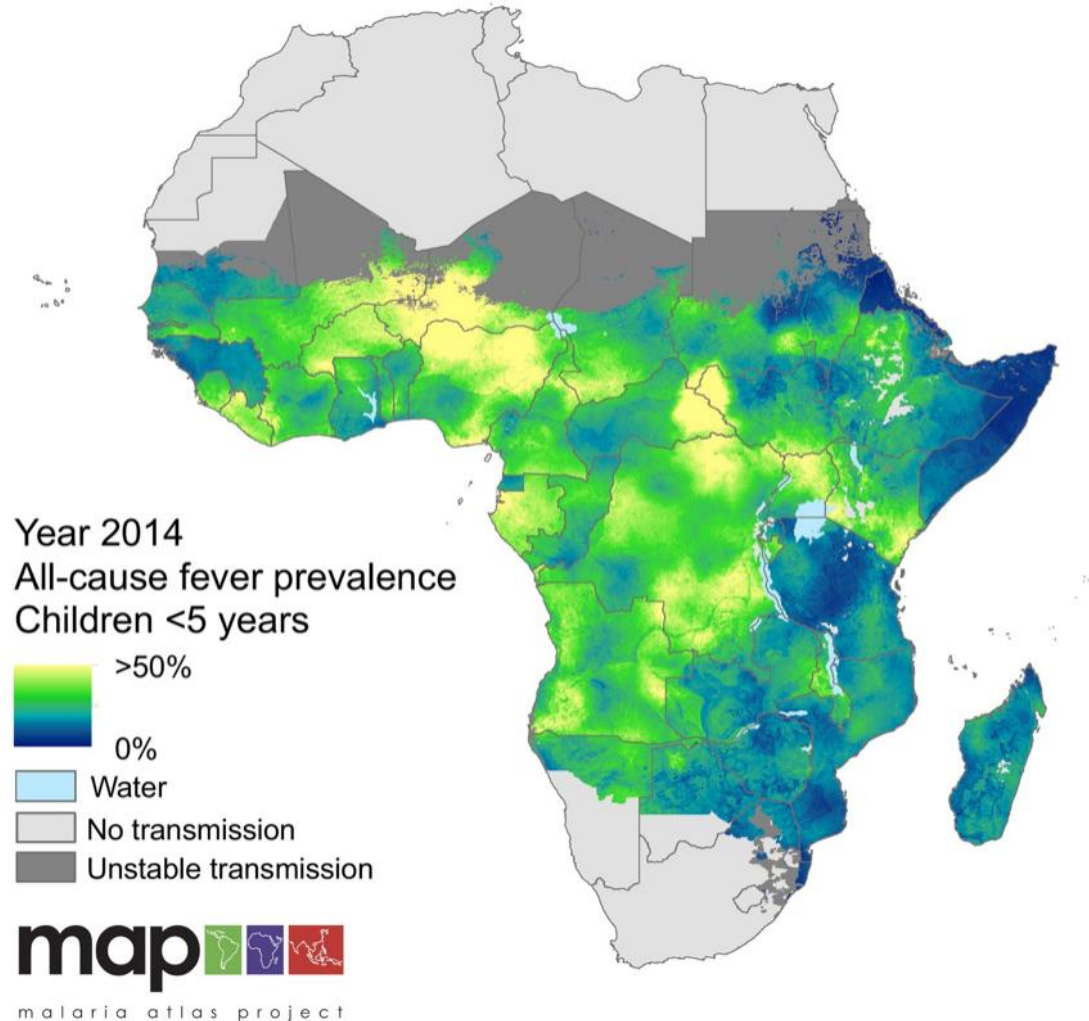 Year 2014
All-cause fever prevalence
Children <5 years
>50%
0%
Water
No transmission
Unstable transmission
map
malaria atlas project